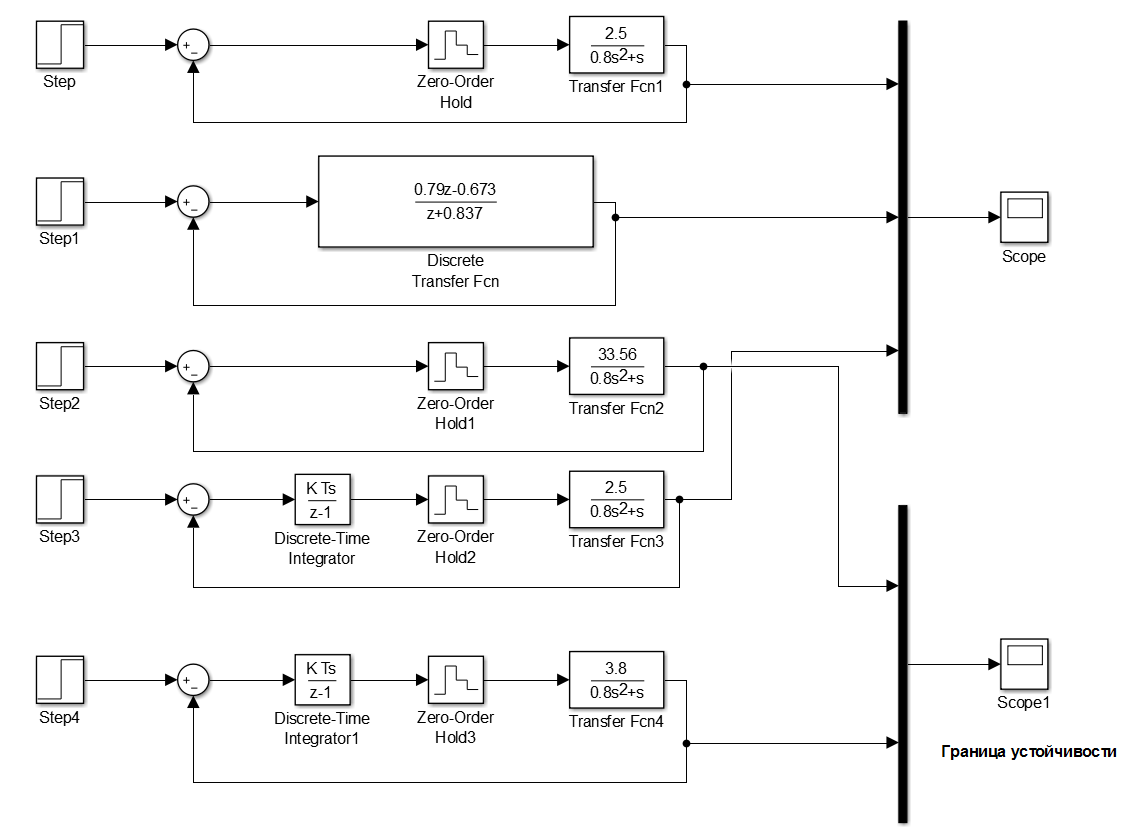 +
−
2.5
0.8s2+s
Step
Zero-Order
Hold
Transfer Fcn1
+
−
0.79z-0.673
z+0.837
Step1
Discrete
Transfer Fcn
Scope
+
−
33.56
0.8s2+s
Step2
Zero-Order
Hold1
Transfer Fcn2
+
−
K Ts
z-1
2.5
0.8s2+s
Step3
Discrete-Time
Integrator
Zero-Order
Hold2
Transfer Fcn3
+
−
K Ts
z-1
3.8
0.8s2+s
Step4
Discrete-Time
Integrator1
Zero-Order
Hold3
Transfer Fcn4
Scope1
Граница устойчивости